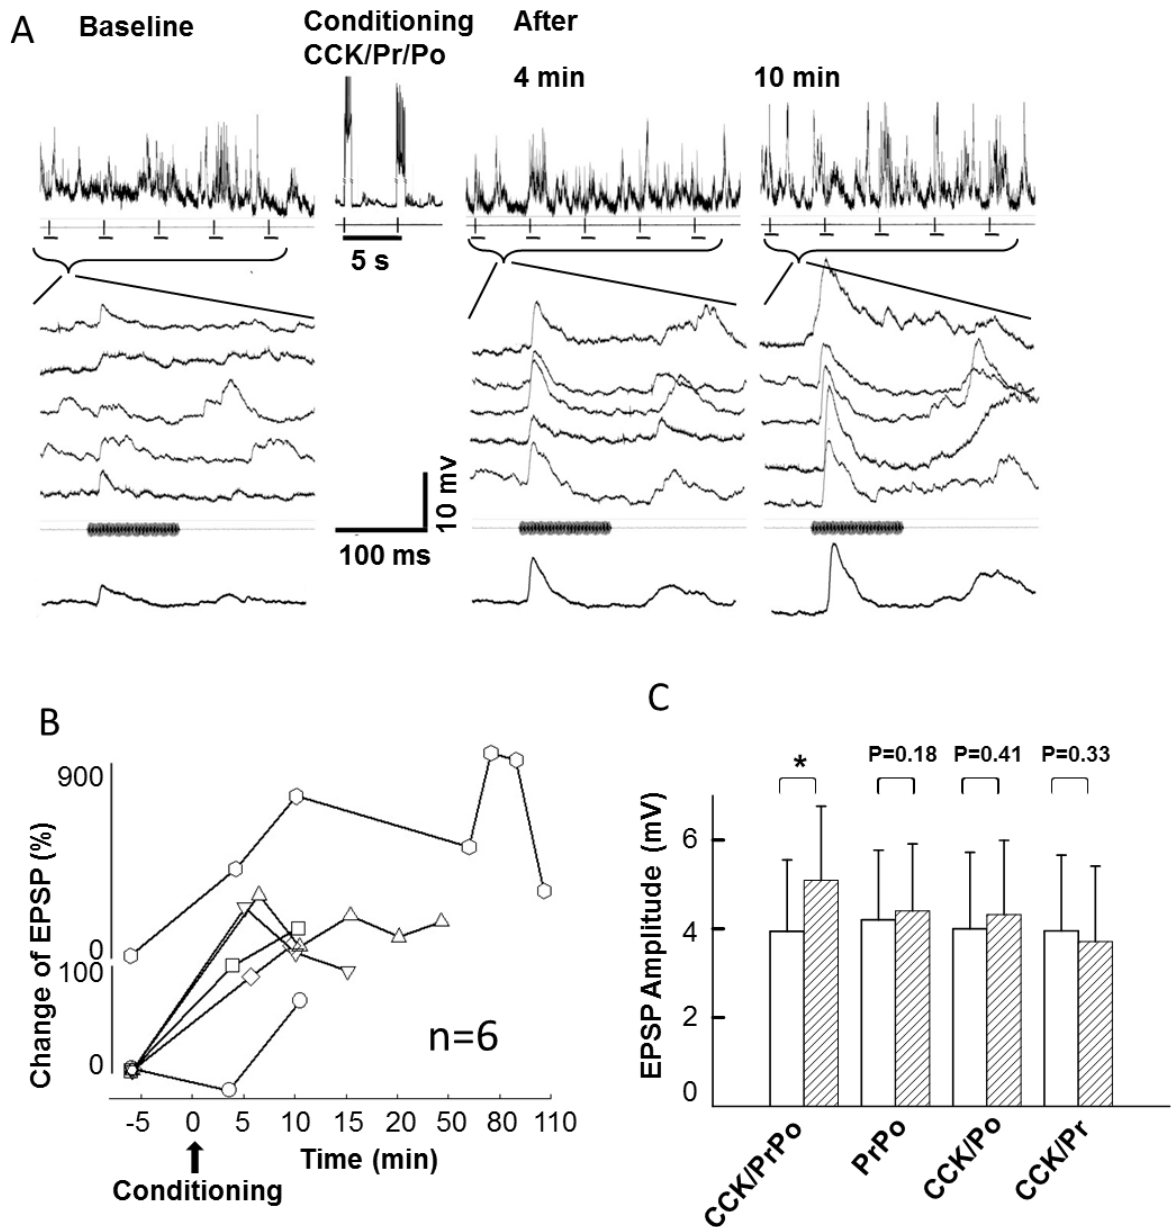 A
Baseline
Conditioning
CCK/Pr/Po
After
4 min
10 min
5 s
10 mv
100 ms
B
Change of EPSP (%)
900
0
100
0
n=6
-5 0 5 10 15 20 50 80 110
Time (min)
Conditioning
C
* P=0.18 P=0.41 P=0.33
EPSP Amplitude (mV)
6
4
2
0
CCK/PrPo
PrPo
CCK/Po
CCK/Pr